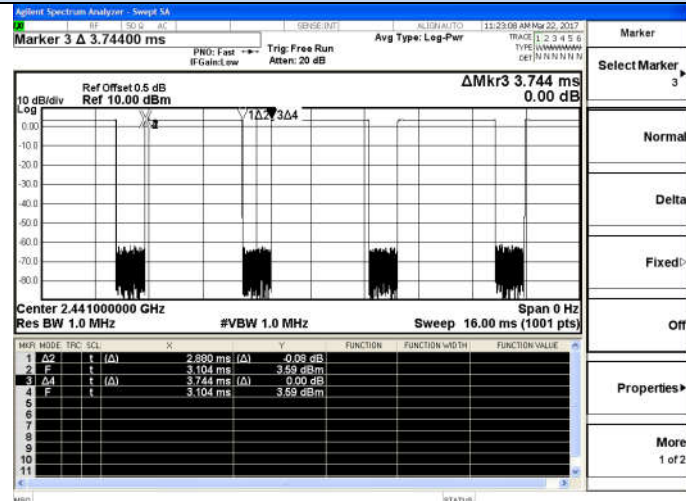 Agilent Spectrum Analyzer - Swept SA
RF 50 Ω AC SENSE:INT ALIGNAUTO 11:23:08 AM Mar 22, 2017
Marker 3 Δ 3.74400 ms
PNO: Fast
IFGain:Low
Trig: Free Run
Atten: 20 dB
Avg Type: Log-Pwr
TRACE 1 2 3 4 5 6
TYPE WWWWWW
DET N N N N N N
Ref Offset 0.5 dB
Ref 10.00 dBm
10 dB/div
Log
ΔMkr3 3.744 ms
0.00 dB
1Δ2 3Δ4
0.00
-10.0
-20.0
-30.0
-40.0
-50.0
-60.0
-70.0
-80.0
Center 2.441000000 GHz Span 0 Hz
Res BW 1.0 MHz #VBW 1.0 MHz Sweep 16.00 ms (1001 pts)
MKR MODE TRC SCL X Y FUNCTION FUNCTION WIDTH FUNCTION VALUE
1 Δ2 t (Δ) 2.880 ms (Δ) -0.08 dB
2 F t 3.104 ms 3.59 dBm
3 Δ4 t (Δ) 3.744 ms (Δ) 0.00 dB
4 F t 3.104 ms 3.59 dBm
5
6
7
8
9
10
11
MSG STATUS
Marker
Select Marker
3
Normal
Delta
Fixed
Off
Properties
More
1 of 2